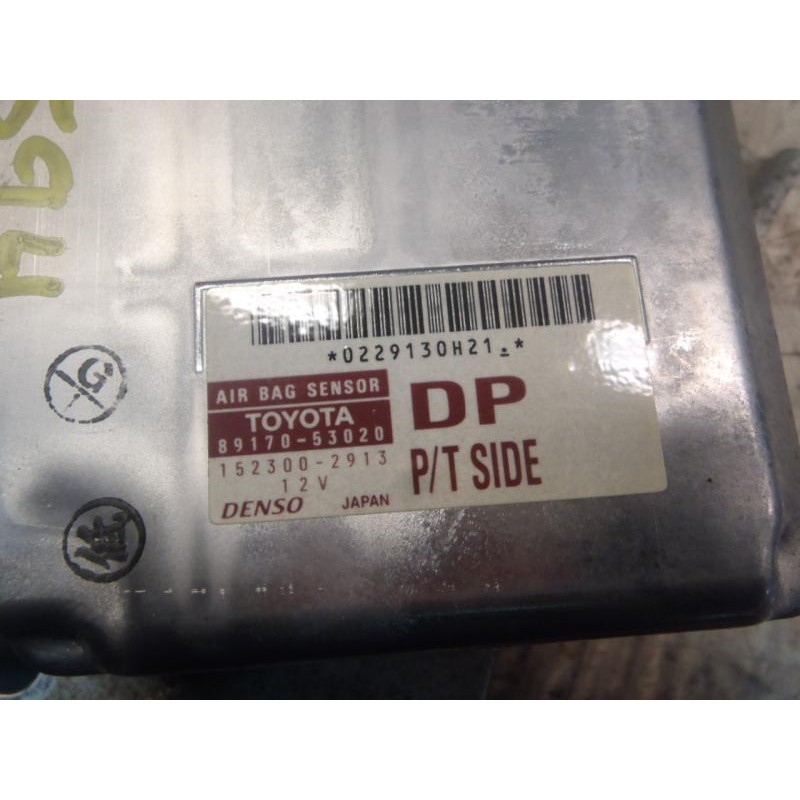 *0229130H21.*
AIR BAG SENSOR
TOYOTA
89170-53020
152300-2913
12V
DENSO JAPAN
DP
P/T SIDE
G